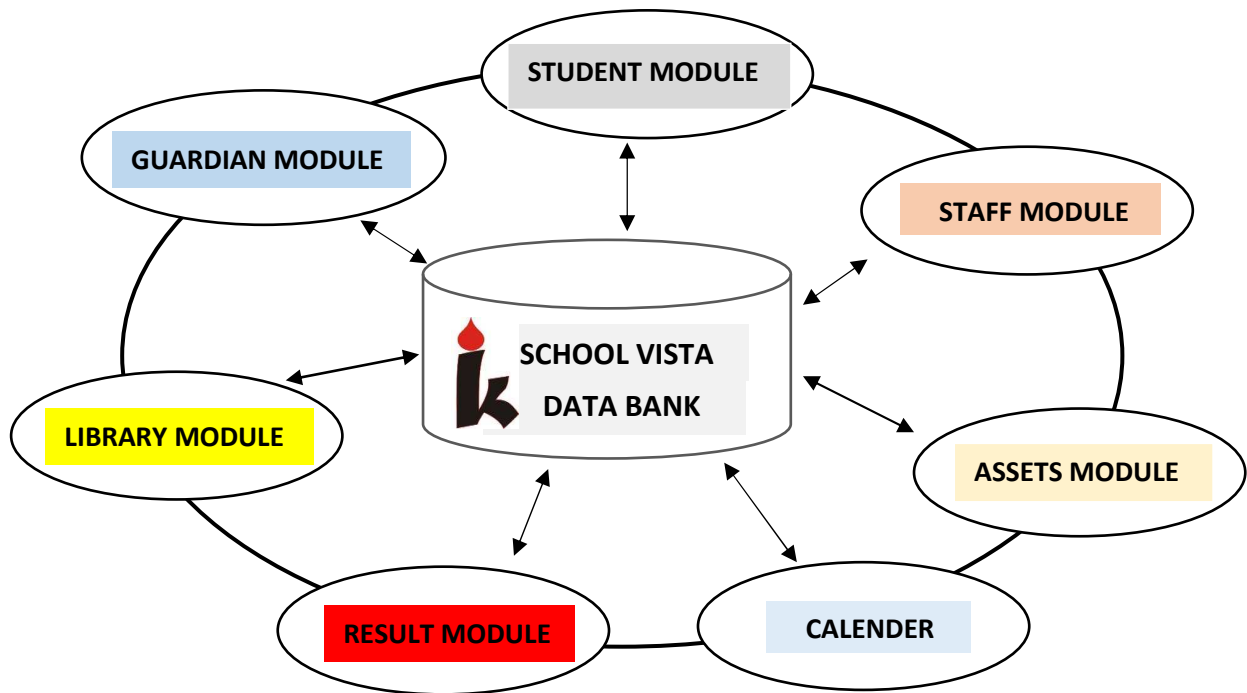 STUDENT MODULE
GUARDIAN MODULE
STAFF MODULE
SCHOOL VISTA
DATA BANK
LIBRARY MODULE
ASSETS MODULE
RESULT MODULE
CALENDER